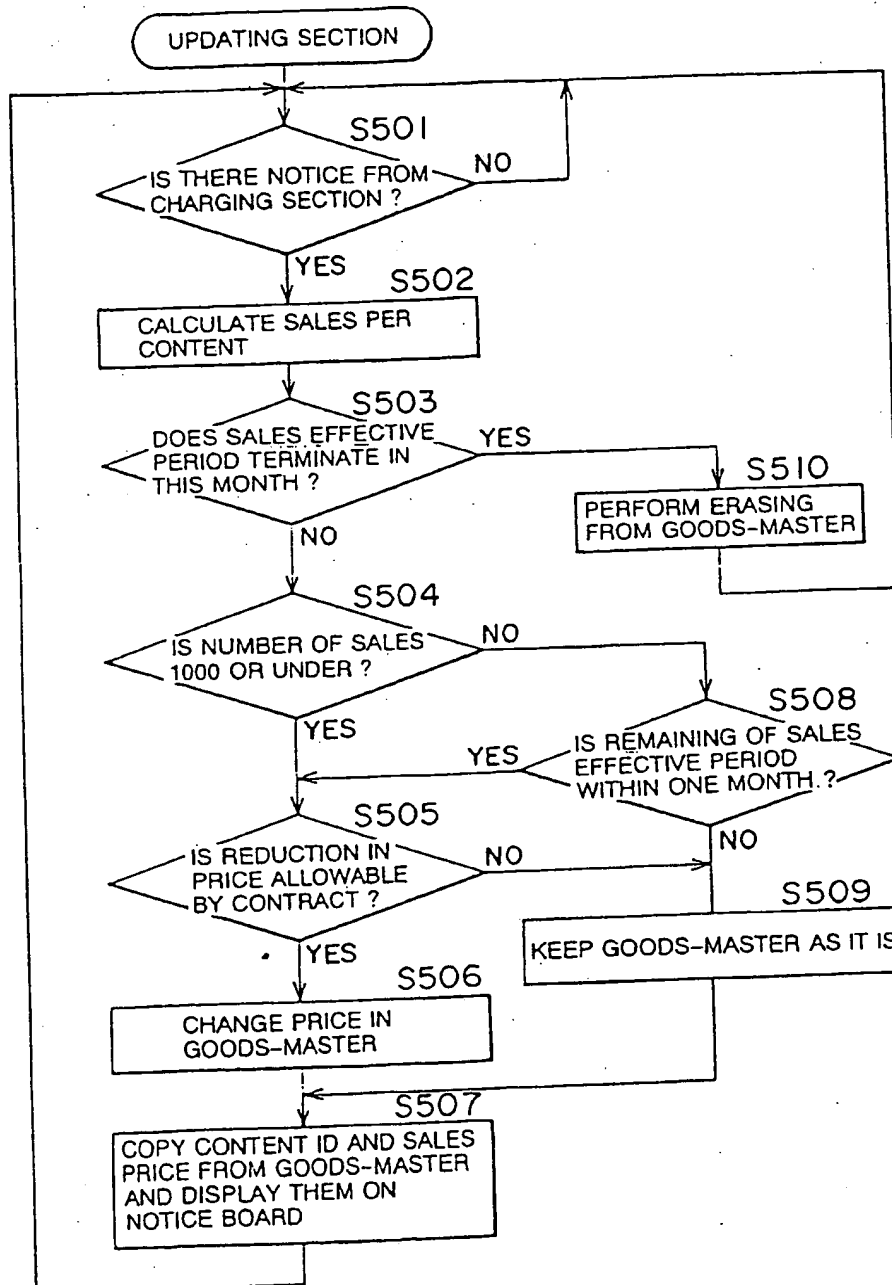 UPDATING SECTION
S501
IS THERE NOTICE FROM
CHARGING SECTION ?
NO
YES
S502
CALCULATE SALES PER
CONTENT
S503
DOES SALES EFFECTIVE
PERIOD TERMINATE IN
THIS MONTH ?
YES
NO
S510
PERFORM ERASING
FROM GOODS-MASTER
S504
IS NUMBER OF SALES
1000 OR UNDER ?
NO
YES
S508
IS REMAINING OF SALES
EFFECTIVE PERIOD
WITHIN ONE MONTH ?
YES
NO
S505
IS REDUCTION IN
PRICE ALLOWABLE
BY CONTRACT ?
NO
YES
S509
KEEP GOODS-MASTER AS IT IS
S506
CHANGE PRICE IN
GOODS-MASTER
S507
COPY CONTENT ID AND SALES
PRICE FROM GOODS-MASTER
AND DISPLAY THEM ON
NOTICE BOARD